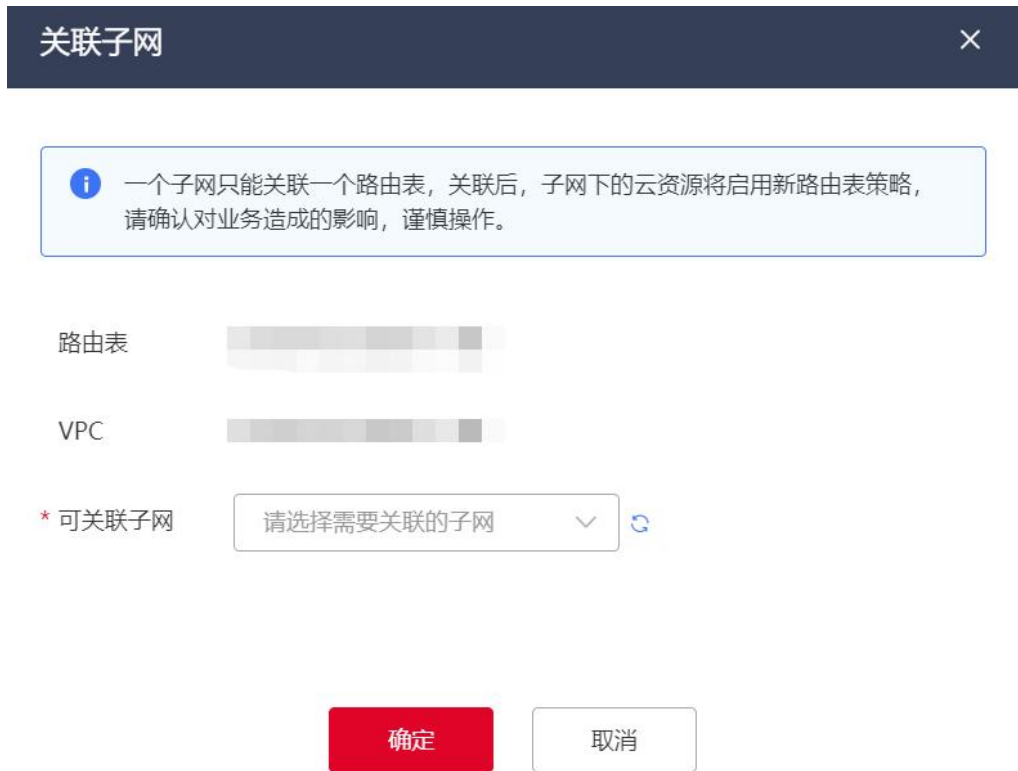 关联子网
一个子网只能关联一个路由表，关联后，子网下的云资源将启用新路由表策略，
请确认对业务造成的影响，谨慎操作。
路由表
VPC
* 可关联子网 请选择需要关联的子网
确定 取消